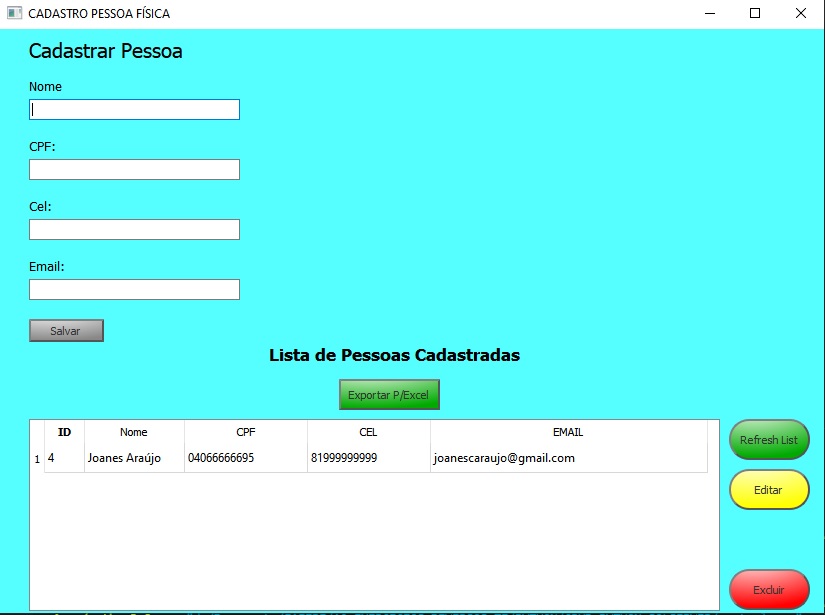 CADASTRO PESSOA FÍSICA
Cadastrar Pessoa
Nome
CPF:
Cel:
Email:
Salvar
Lista de Pessoas Cadastradas
Exportar P/Excel
ID Nome CPF CEL EMAIL
1 4 Joanes Araújo 04066666695 81999999999 joanescaraujo@gmail.com
Refresh List
Editar
Excluir